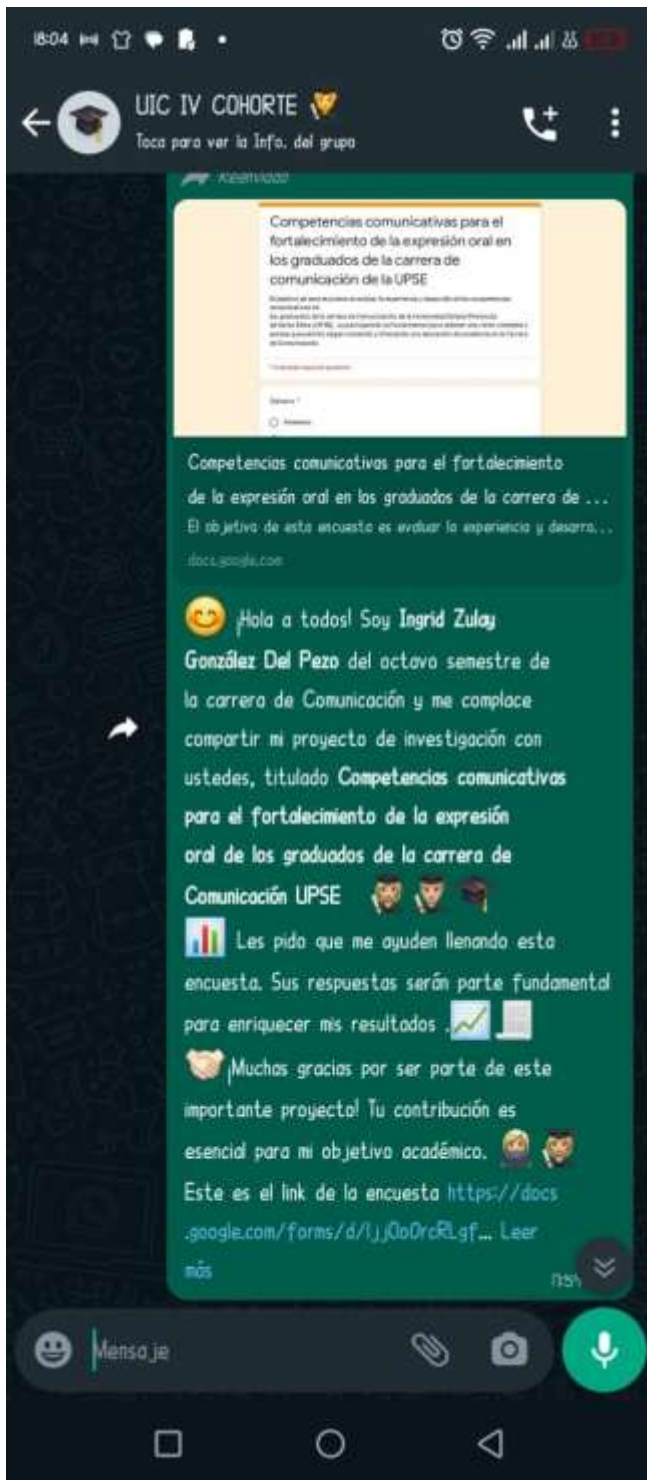 18:04
UIC IV COHORTE
Toca para ver la Info. del grupo
Reenviado
Competencias comunicativas para el
fortalecimiento de la expresión oral en
los graduados de la carrera de
comunicación de la UPSE
Competencias comunicativas para el fortalecimiento
de la expresión oral en los graduados de la carrera de ...
El objetivo de esta encuesta es evaluar la experiencia y desarro...
docs.google.com
¡Hola a todos! Soy Ingrid Zulay
González Del Pezo del octavo semestre de
la carrera de Comunicación y me complace
compartir mi proyecto de investigación con
ustedes, titulado Competencias comunicativas
para el fortalecimiento de la expresión
oral de los graduados de la carrera de
Comunicación UPSE
Les pido que me ayuden llenando esta
encuesta. Sus respuestas serán parte fundamental
para enriquecer mis resultados .
¡Muchas gracias por ser parte de este
importante proyecto! Tu contribución es
esencial para mi objetivo académico.
Este es el link de la encuesta https://docs
.google.com/forms/d/... Leer
más
Mensaje